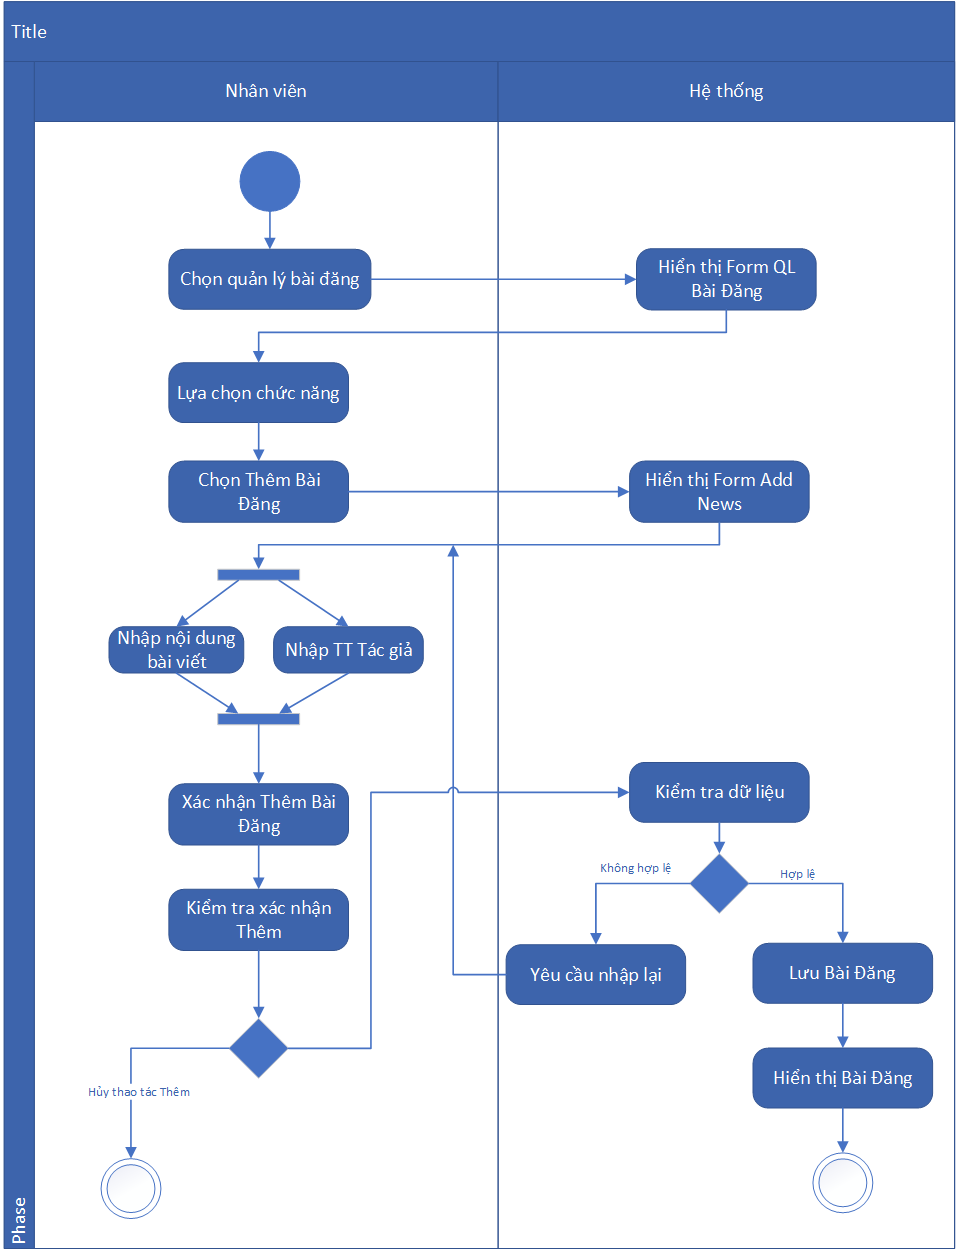 Title
Nhân viên
Hệ thống
Chọn quản lý bài đăng
Hiển thị Form QL
Bài Đăng
Lựa chọn chức năng
Chọn Thêm Bài
Đăng
Hiển thị Form Add
News
Nhập nội dung
bài viết
Nhập TT Tác giả
Xác nhận Thêm Bài
Đăng
Kiểm tra dữ liệu
Không hợp lệ
Hợp lệ
Kiểm tra xác nhận
Thêm
Yêu cầu nhập lại
Lưu Bài Đăng
Hiển thị Bài Đăng
Hủy thao tác Thêm
Phase